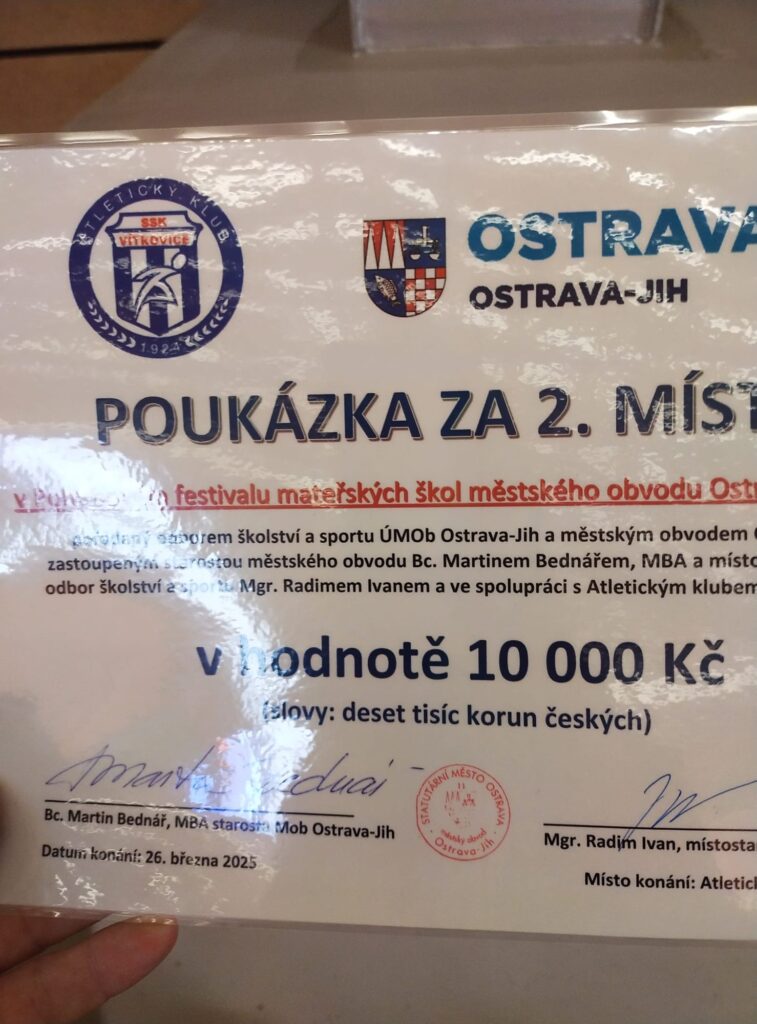 ATLETICKÝ KLUB
SSK
VÍTKOVICE
1924
OSTRAVA
OSTRAVA-JIH
POUKÁZKA ZA 2. MÍST
v festivalu mateřských škol městského obvodu Ostr
pořádaný odborem školství a sportu ÚMOb Ostrava-Jih a městským obvodem
zastoupeným starostou městského obvodu Bc. Martinem Bednářem, MBA a místo
odbor školství a sportu Mgr. Radimem Ivanem a ve spolupráci s Atletickým klubem
v hodnotě 10 000 Kč
(slovy: deset tisíc korun českých)
STATUTÁRNÍ MĚSTO OSTRAVA
městský obvod
Ostrava-Jih
Bc. Martin Bednář, MBA starosta Mob Ostrava-Jih
Mgr. Radim Ivan, místosta
Datum konání: 26. března 2025
Místo konání: Atletic